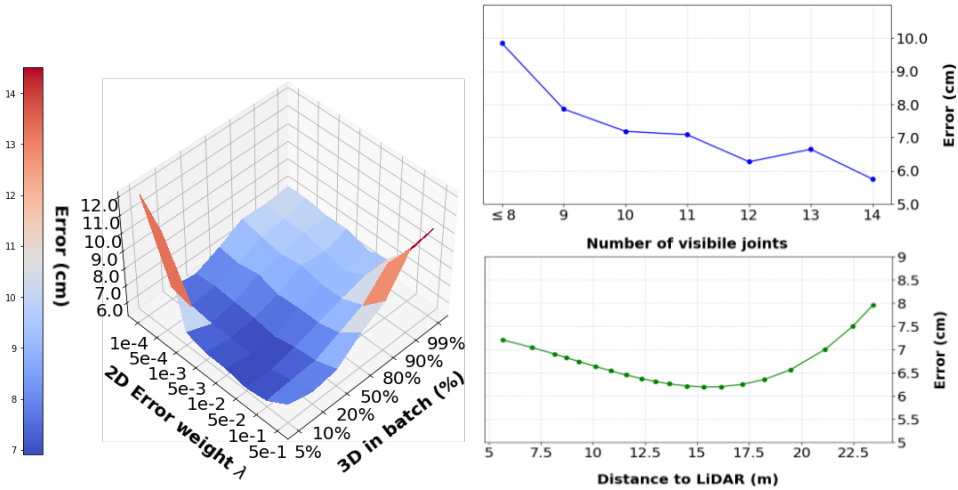 14
13
12
11
10
9
8
7
Error (cm)
12.0
11.0
10.0
9.0
8.0
7.0
6.0
1e-4
5e-4
1e-3
5e-3
1e-2
5e-2
1e-1
5e-1
2D Error weight λ
5%
10%
20%
50%
80%
90%
99%
3D in batch (%)
10.0
9.0
8.0
7.0
6.0
5.0
Error (cm)
≤ 8 9 10 11 12 13 14
Number of visibile joints
9
8.5
8
7.5
7
6.5
6
5.5
5
Error (cm)
5 7.5 10 12.5 15 17.5 20 22.5
Distance to LiDAR (m)